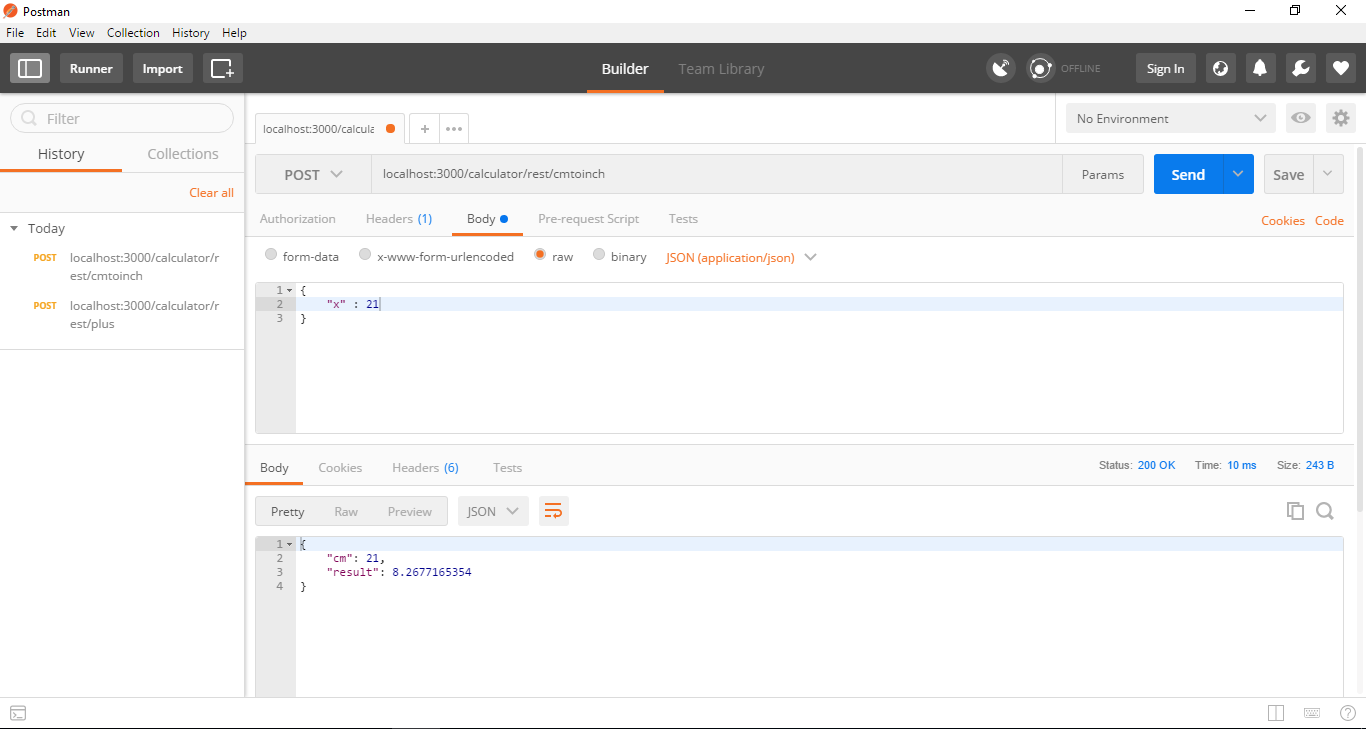 Postman
File Edit View Collection History Help
Runner Import Builder Team Library OFFLINE Sign In
Filter
History Collections
Clear all
Today
POST localhost:3000/calculator/r
est/cmtoinch
POST localhost:3000/calculator/r
est/plus
localhost:3000/calcula + ••• No Environment
POST localhost:3000/calculator/rest/cmtoinch Params Send Save
Authorization Headers (1) Body Pre-request Script Tests Cookies Code
form-data x-www-form-urlencoded raw binary JSON (application/json)
1 {
2 "x" : 21
3 }
Body Cookies Headers (6) Tests Status: 200 OK Time: 10 ms Size: 243 B
Pretty Raw Preview JSON
1 {
2 "cm": 21,
3 "result": 8.2677165354
4 }